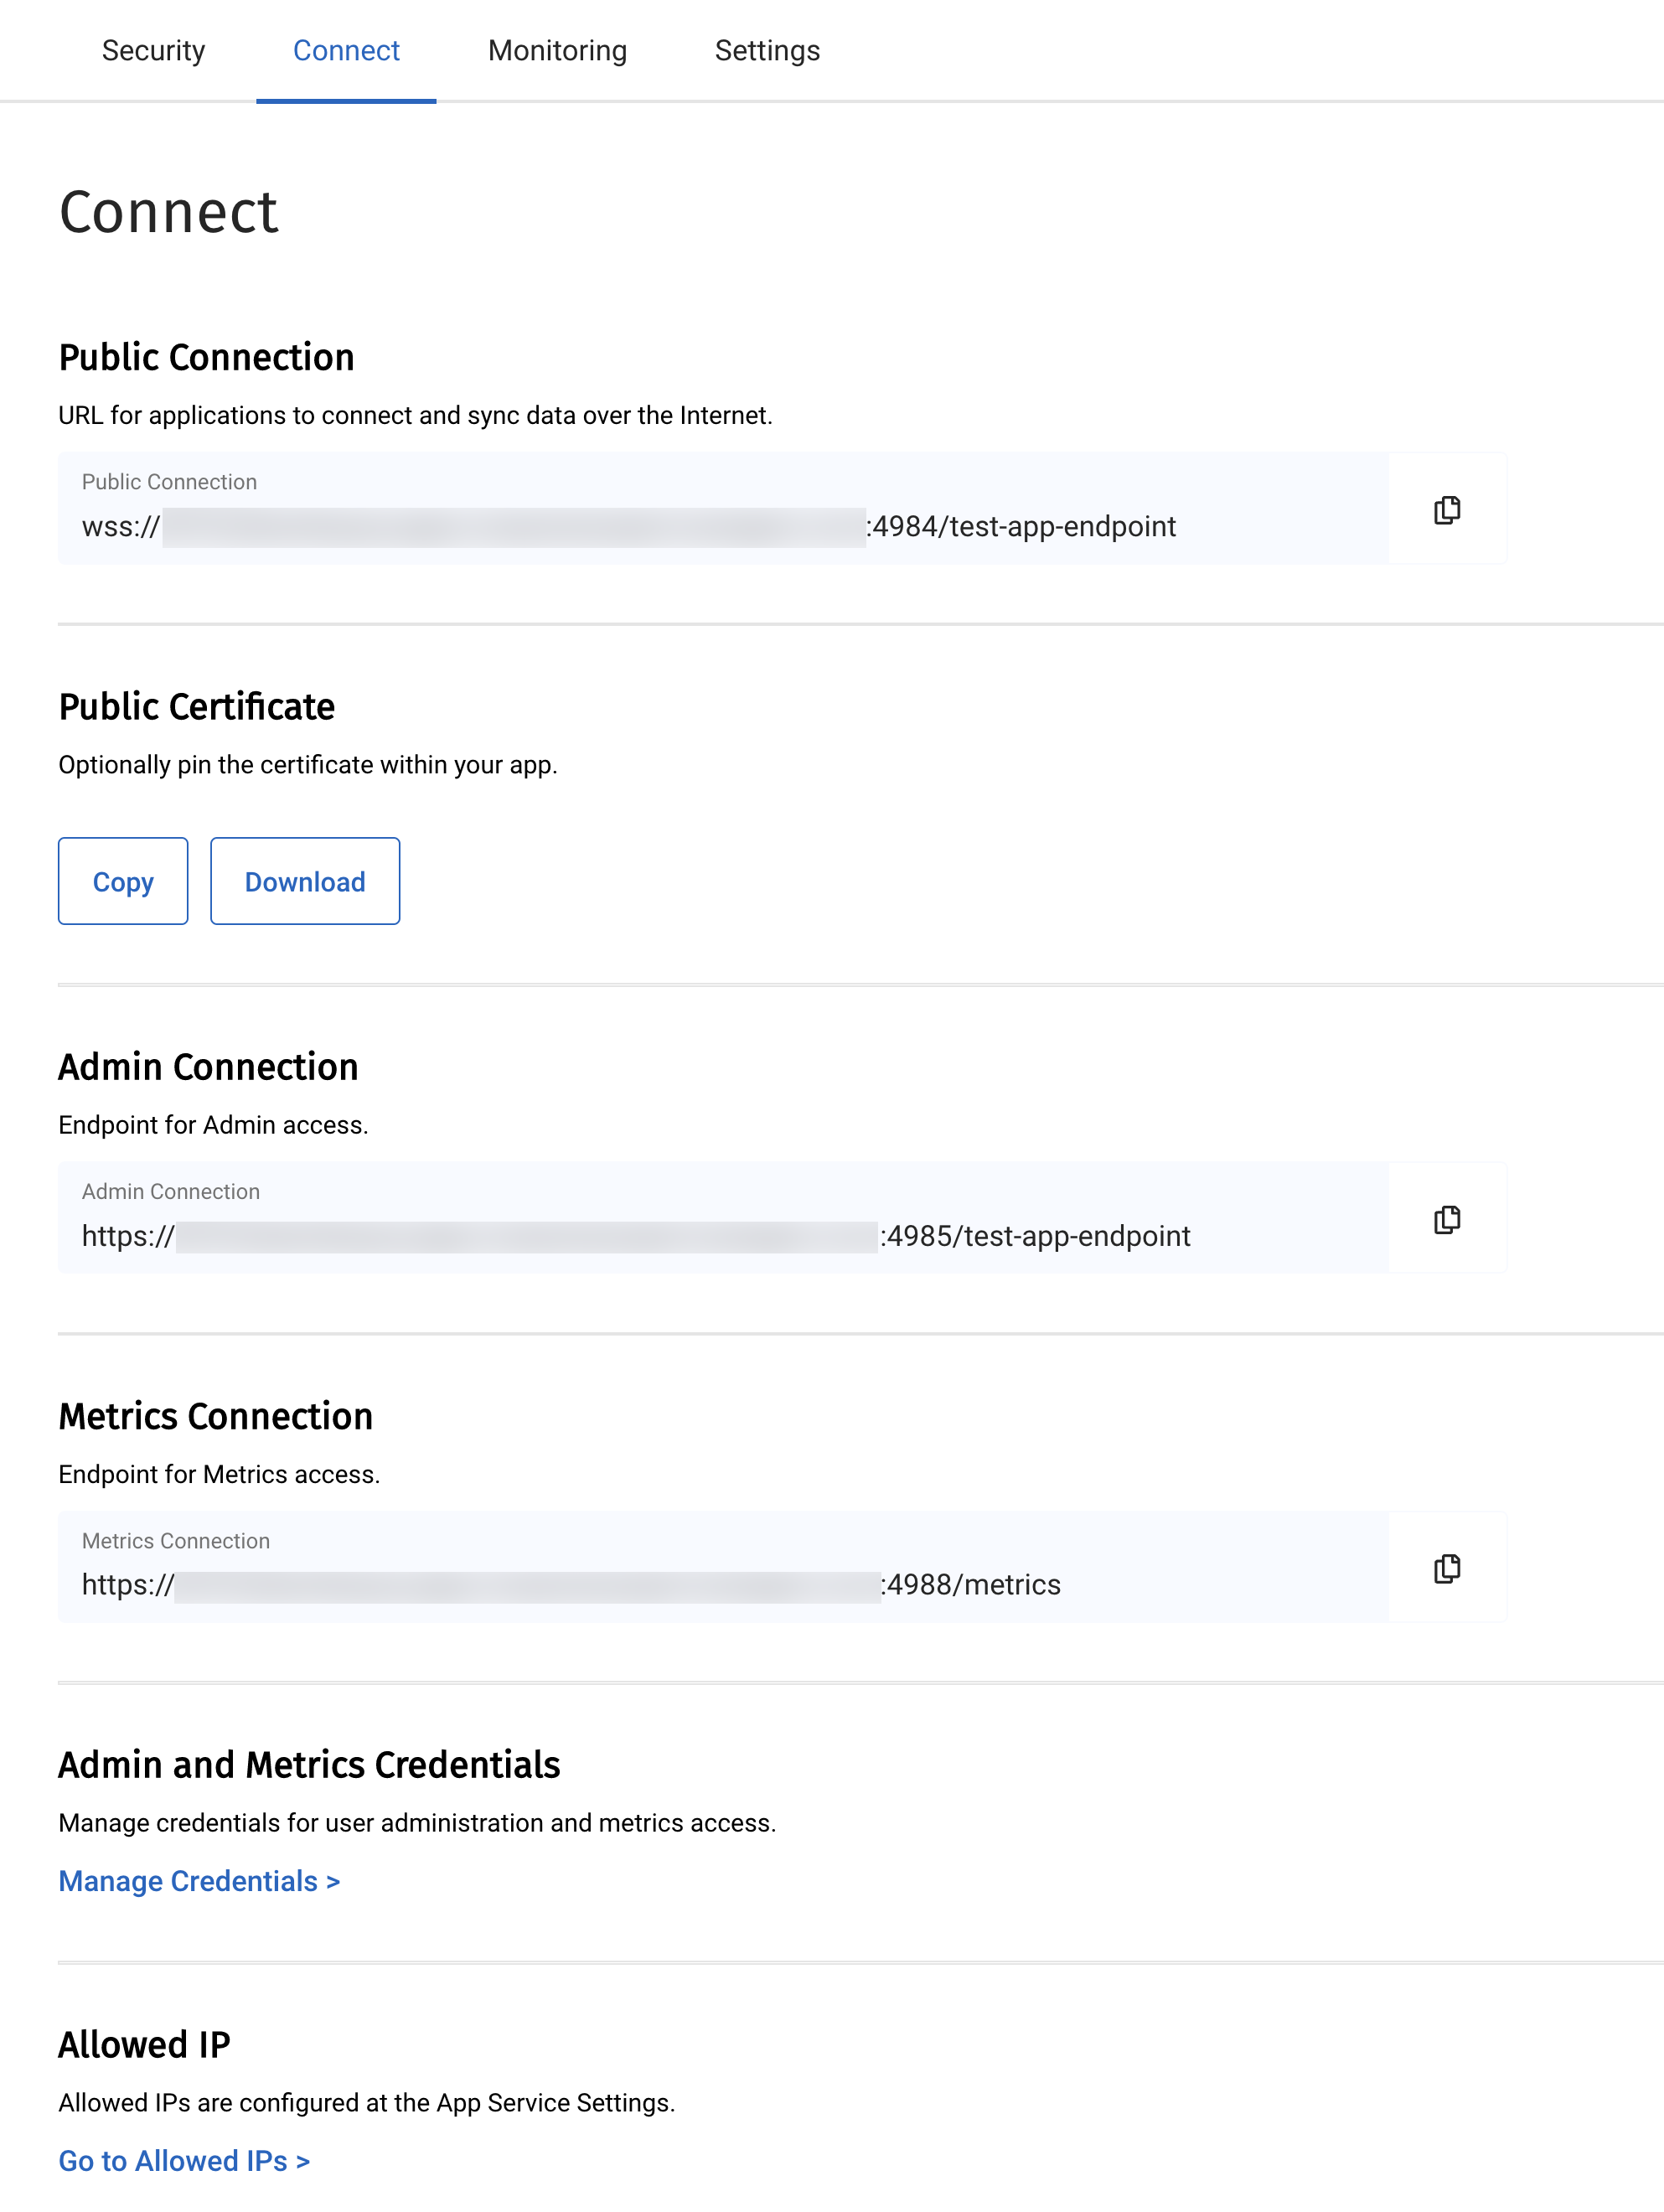 Security Connect Monitoring Settings
Connect
Public Connection
URL for applications to connect and sync data over the Internet.
Public Connection
wss:// :4984/test-app-endpoint
Public Certificate
Optionally pin the certificate within your app.
Copy Download
Admin Connection
Endpoint for Admin access.
Admin Connection
https:// :4985/test-app-endpoint
Metrics Connection
Endpoint for Metrics access.
Metrics Connection
https:// :4988/metrics
Admin and Metrics Credentials
Manage credentials for user administration and metrics access.
Manage Credentials >
Allowed IP
Allowed IPs are configured at the App Service Settings.
Go to Allowed IPs >